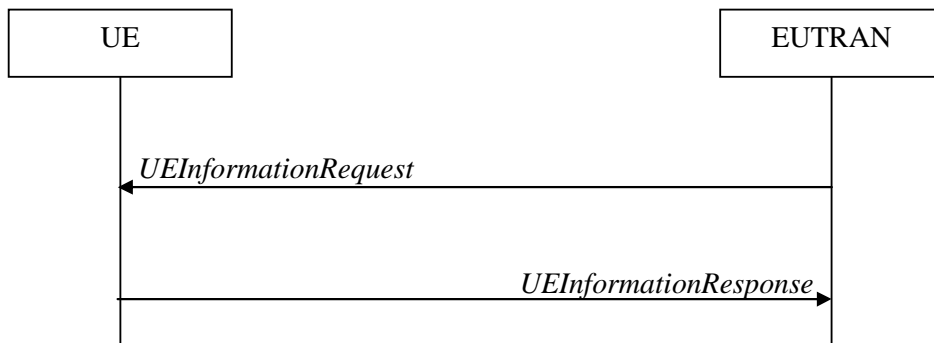 UE
EUTRAN
UEInformationRequest
UEInformationResponse